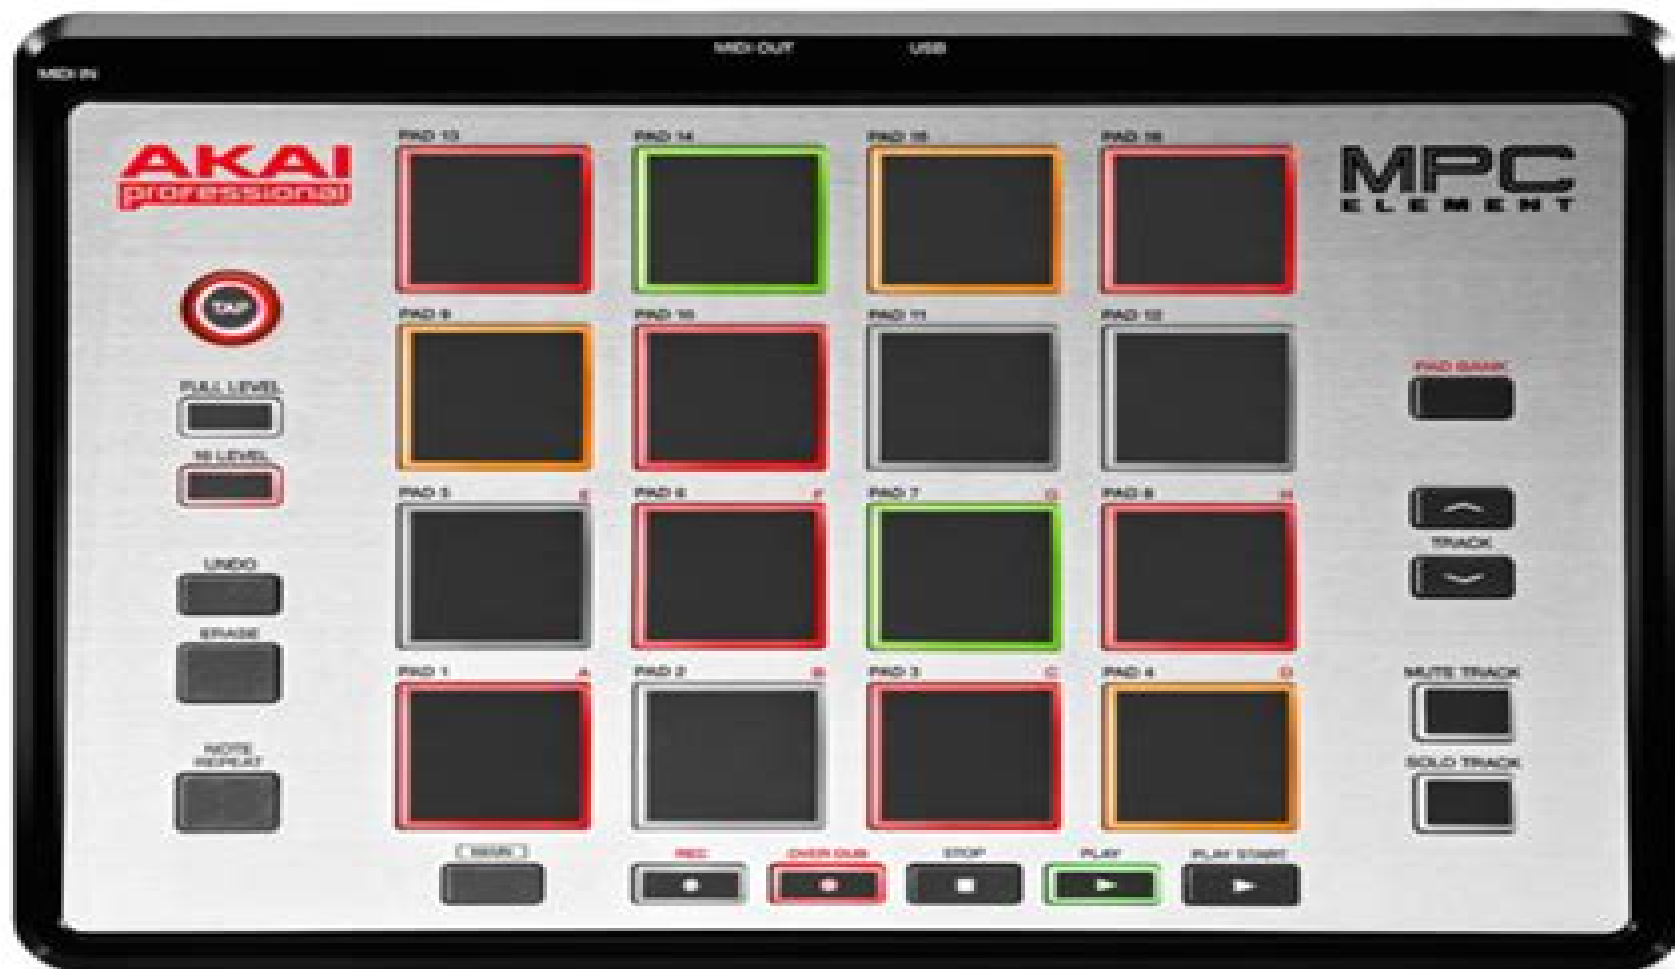 MIDI OUT USB
MIDI IN
AKAI
professional
MPC
ELEMENT
PAD 13 PAD 14 PAD 15 PAD 16
TAP
PAD 9 PAD 10 PAD 11 PAD 12
FULL LEVEL
PAD BANK
16 LEVEL
PAD 5 E PAD 6 F PAD 7 G PAD 8 H
TRACK
UNDO
ERASE
PAD 1 A PAD 2 B PAD 3 C PAD 4 D
MUTE TRACK
NOTE
REPEAT
SOLO TRACK
MAIN REC OVER DUB STOP PLAY PLAY START